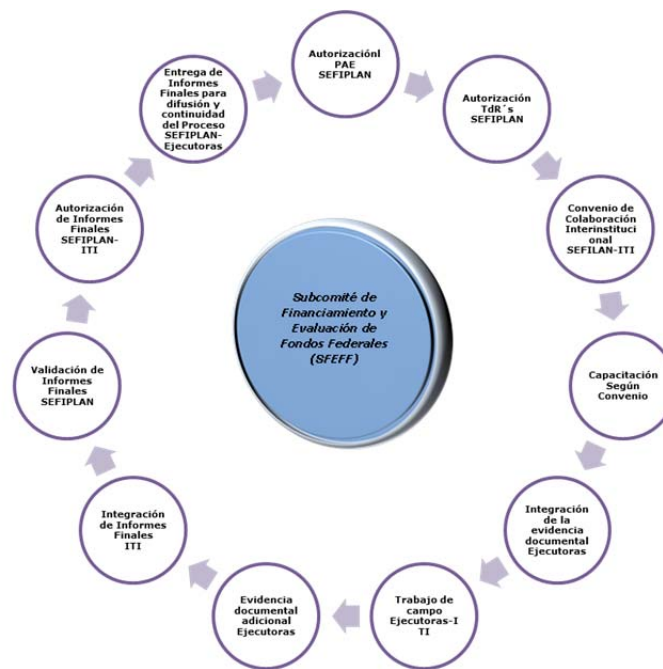 Autorizaciónl
PAE
SEFIPLAN
Autorización
TdR´s
SEFIPLAN
Convenio de
Colaboración
Interinstituci
onal
SEFILAN-ITI
Capacitación
Según
Convenio
Integración
de la
evidencia
documental
Ejecutoras
Trabajo de
campo
Ejecutoras-I
TI
Evidencia
documental
adicional
Ejecutoras
Integración
de Informes
Finales
ITI
Validación de
Informes
Finales
SEFIPLAN
Autorización
de Informes
Finales
SEFIPLAN-
ITI
Entrega de
Informes
Finales para
difusión y
continuidad
del Proceso
SEFIPLAN-
Ejecutoras
Subcomité de
Financiamiento y
Evaluación de
Fondos Federales
(SFEFF)